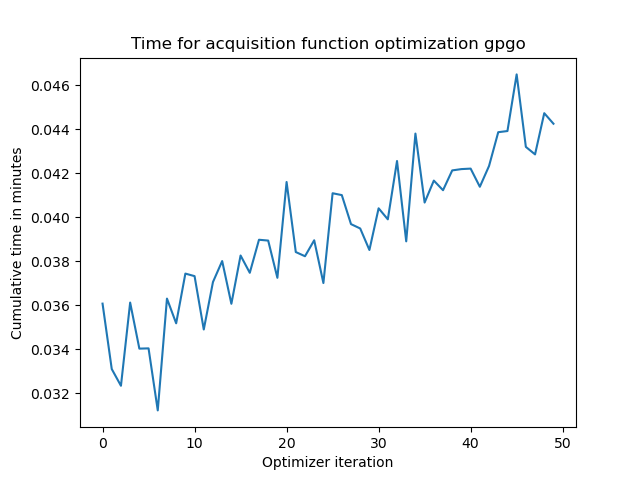 Time for acquisition function optimization gpgo
Cumulative time in minutes
0.046
0.044
0.042
0.040
0.038
0.036
0.034
0.032
0 10 20 30 40 50
Optimizer iteration